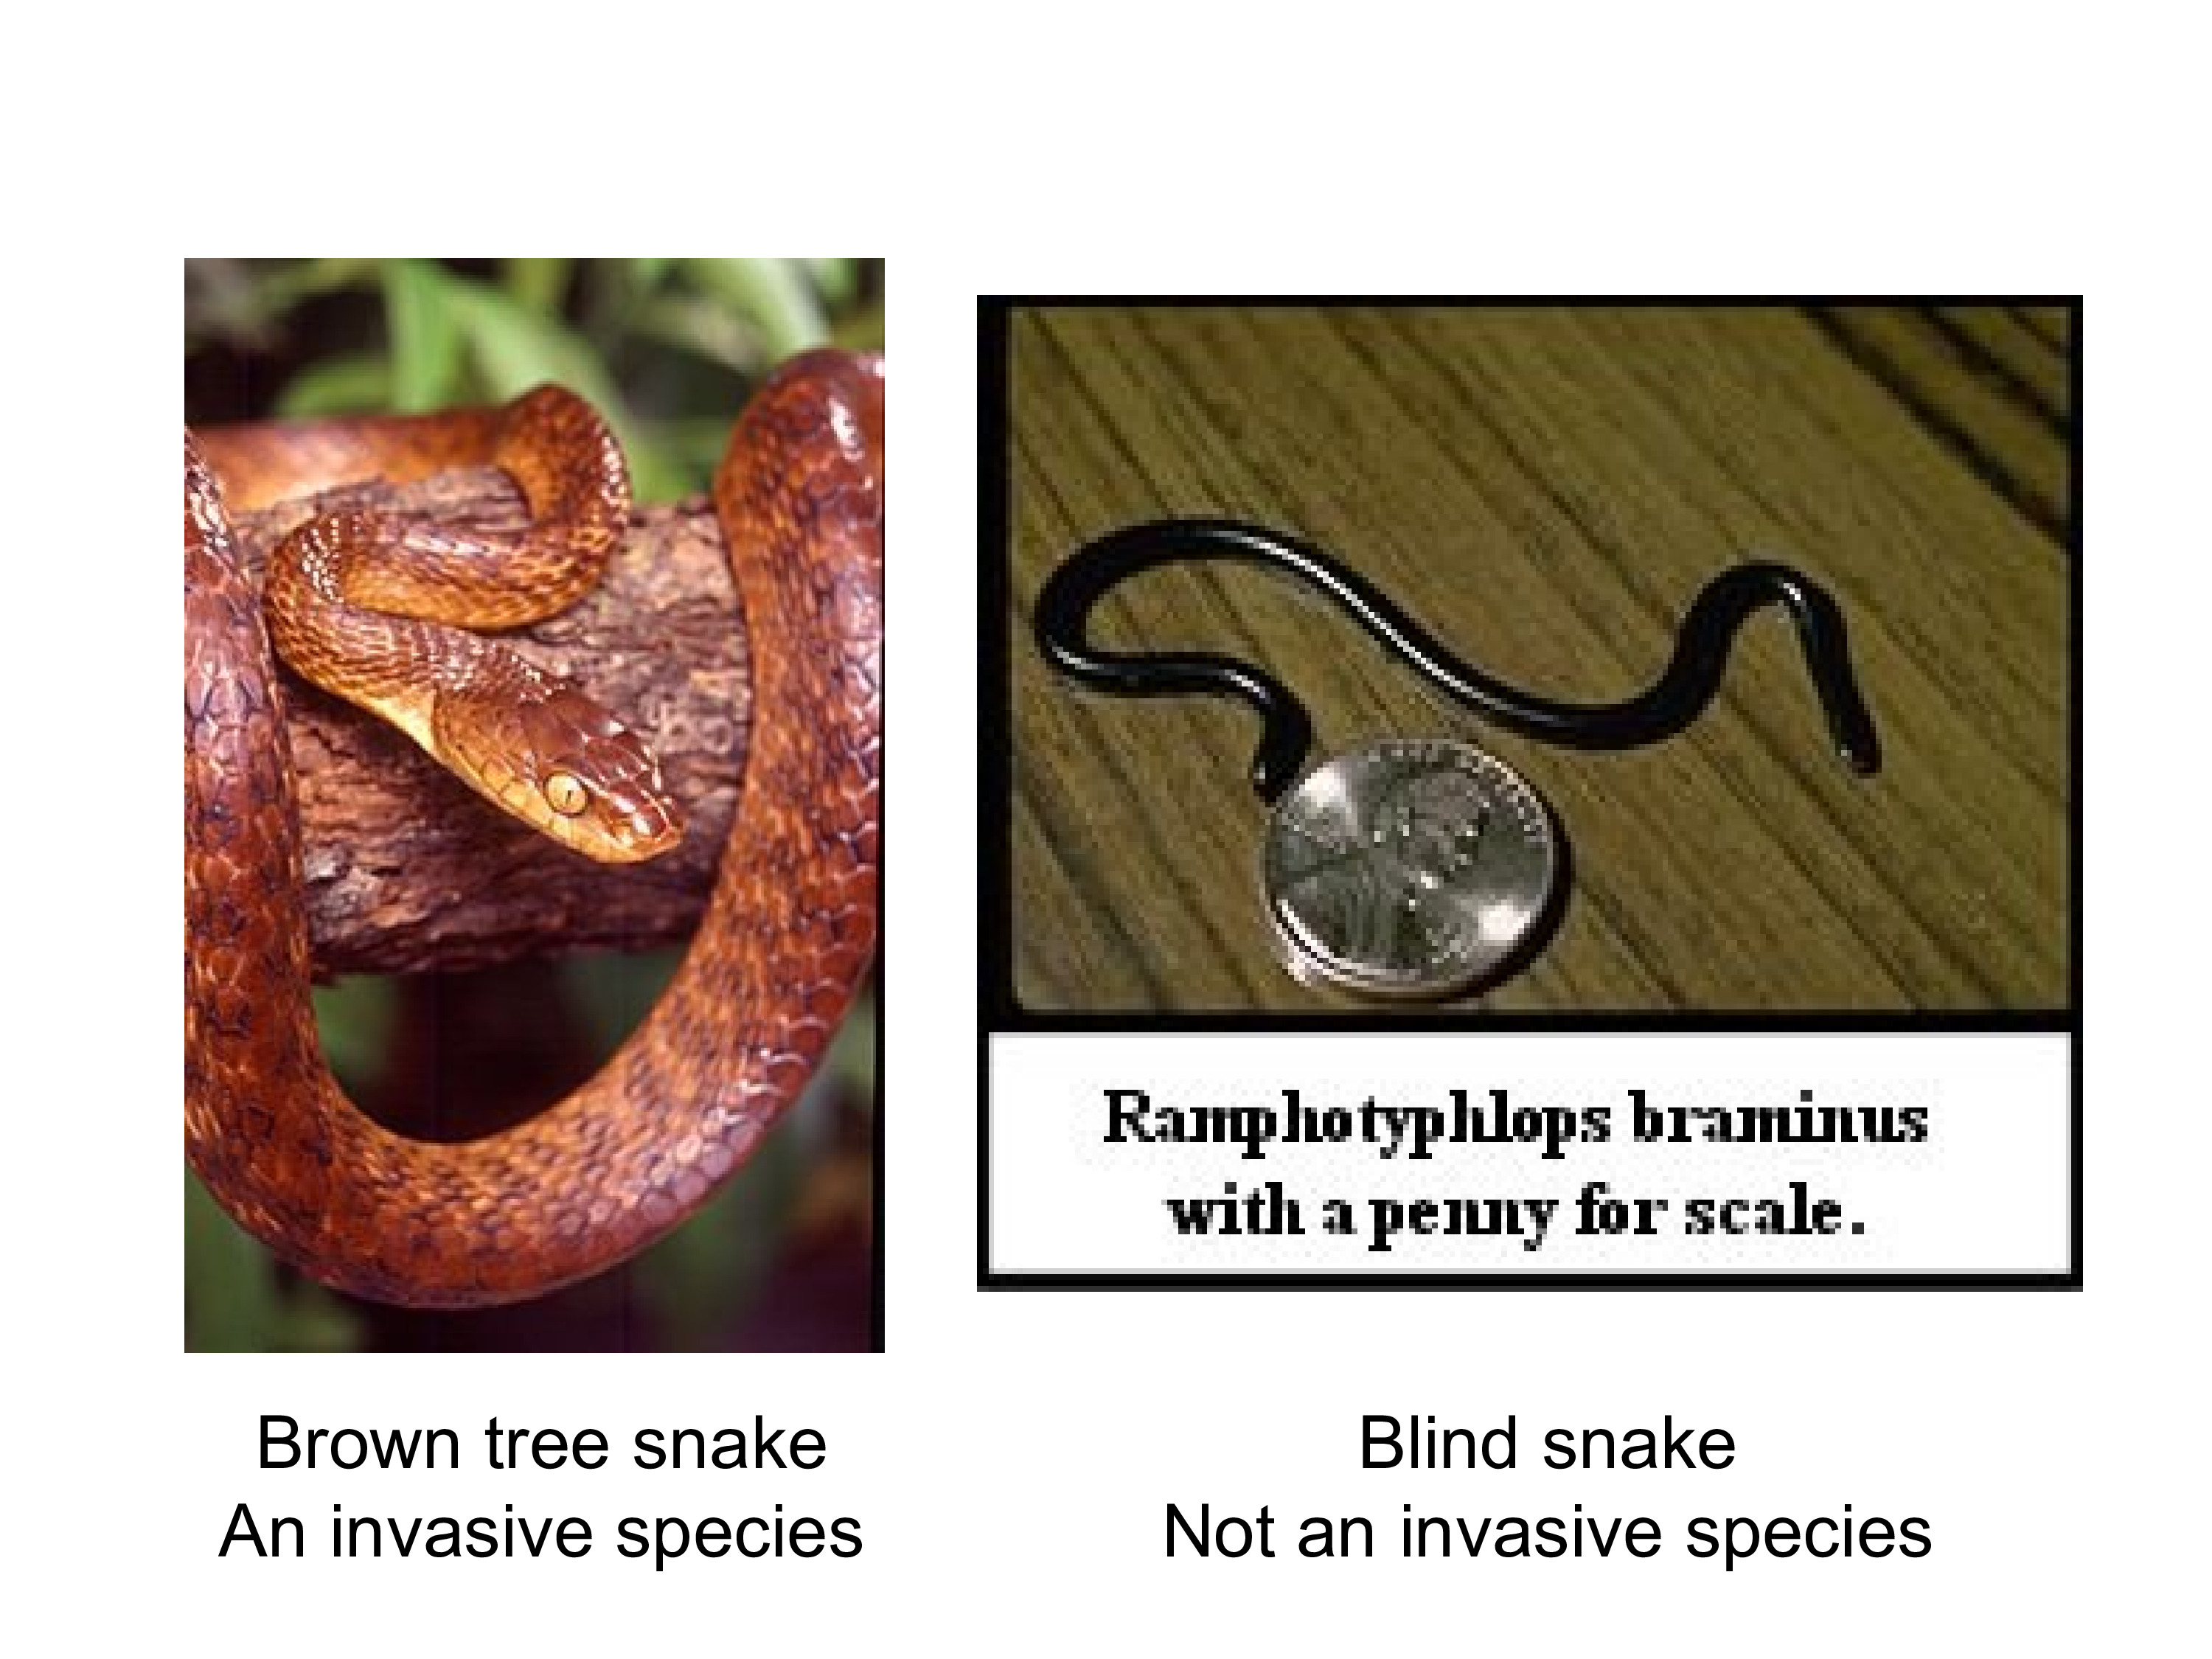 Ramphotyphlops braminus
with a penny for scale.
Brown tree snake
An invasive species
Blind snake
Not an invasive species